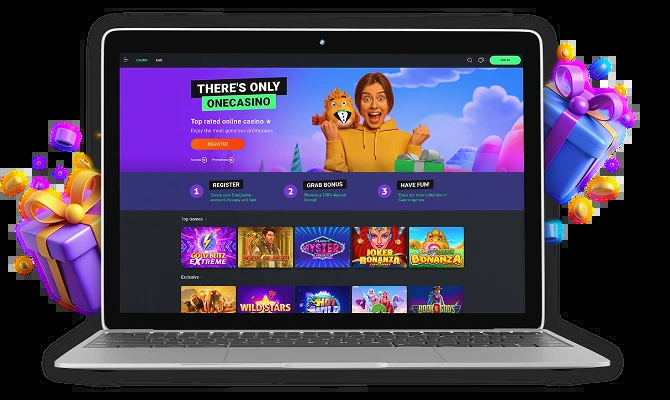 CASINO LIVE
LOG IN
THERE'S ONLY
ONECASINO
Top rated online casino ★
Enjoy the most generous promotions
REGISTER
Access Promotions
1 REGISTER
Create your OneCasino
account, it's easy and fast
2 GRAB BONUS
Receive a 100% deposit
bonus!
3 HAVE FUN!
Enjoy our wide collection of
Casino games
Top Games
GOLD BLITZ
EXTREME
MYSTERY
JOKER
BONANZA
BONANZA
Exclusive
WILD STARS
HOT
BOOK OF GODS